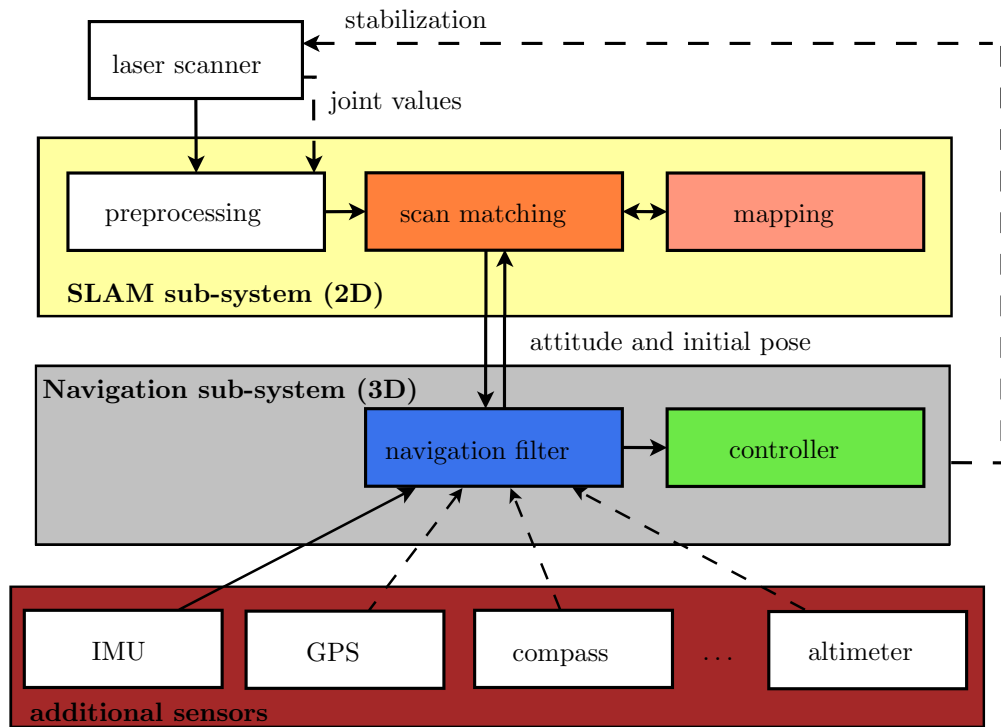 stabilization
laser scanner
joint values
preprocessing
scan matching
mapping
SLAM sub-system (2D)
attitude and initial pose
Navigation sub-system (3D)
navigation filter
controller
IMU
GPS
compass
...
altimeter
additional sensors